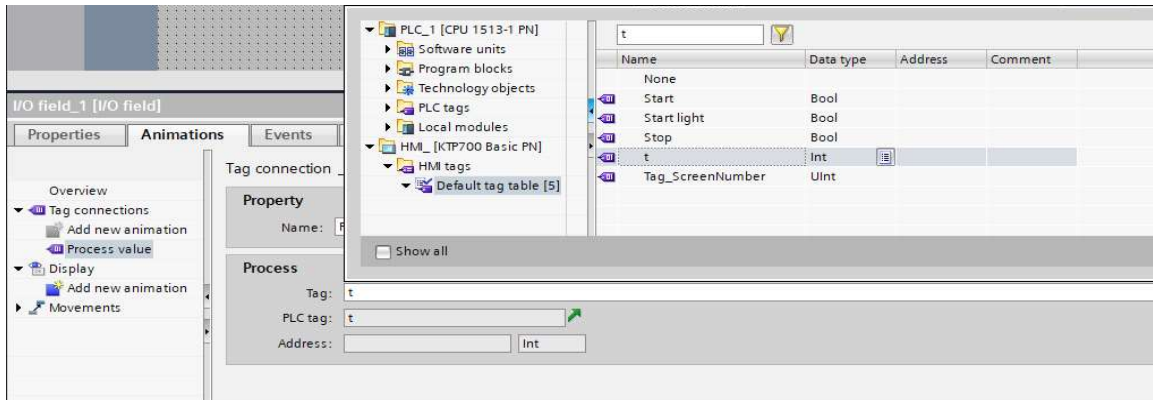 I/O field_1 [I/O field]
Properties
Animations
Events
Overview
Tag connections
Add new animation
Process value
Display
Add new animation
Movements
Tag connection _
Property
Name:
Process
Tag: t
PLC tag: t
Address:
Int
PLC_1 [CPU 1513-1 PN]
Software units
Program blocks
Technology objects
PLC tags
Local modules
HMI_ [KTP700 Basic PN]
HMI tags
Default tag table [5]
Show all
t
Name Data type Address Comment
None
Start Bool
Start light Bool
Stop Bool
t Int
Tag_ScreenNumber UInt